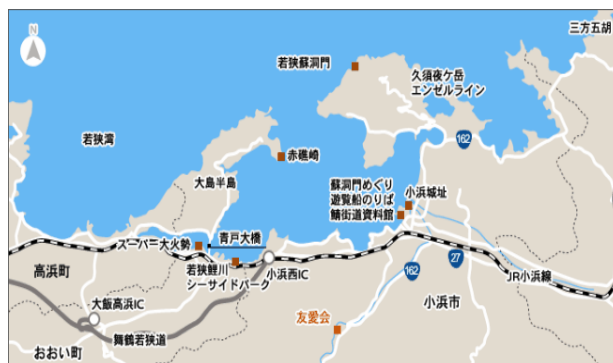 N
三方五湖
若狭蘇洞門
久須夜ケ岳
エンゼルライン
162
若狭湾
赤礁崎
大島半島
蘇洞門めぐり
遊覧船のりば
鯖街道資料館
小浜城址
青戸大橋
スーパー大火勢
若狭鯉川
シーサイドパーク
小浜西IC
27
162
JR小浜線
高浜町
大飯高浜IC
小浜市
友愛会
舞鶴若狭道
おおい町